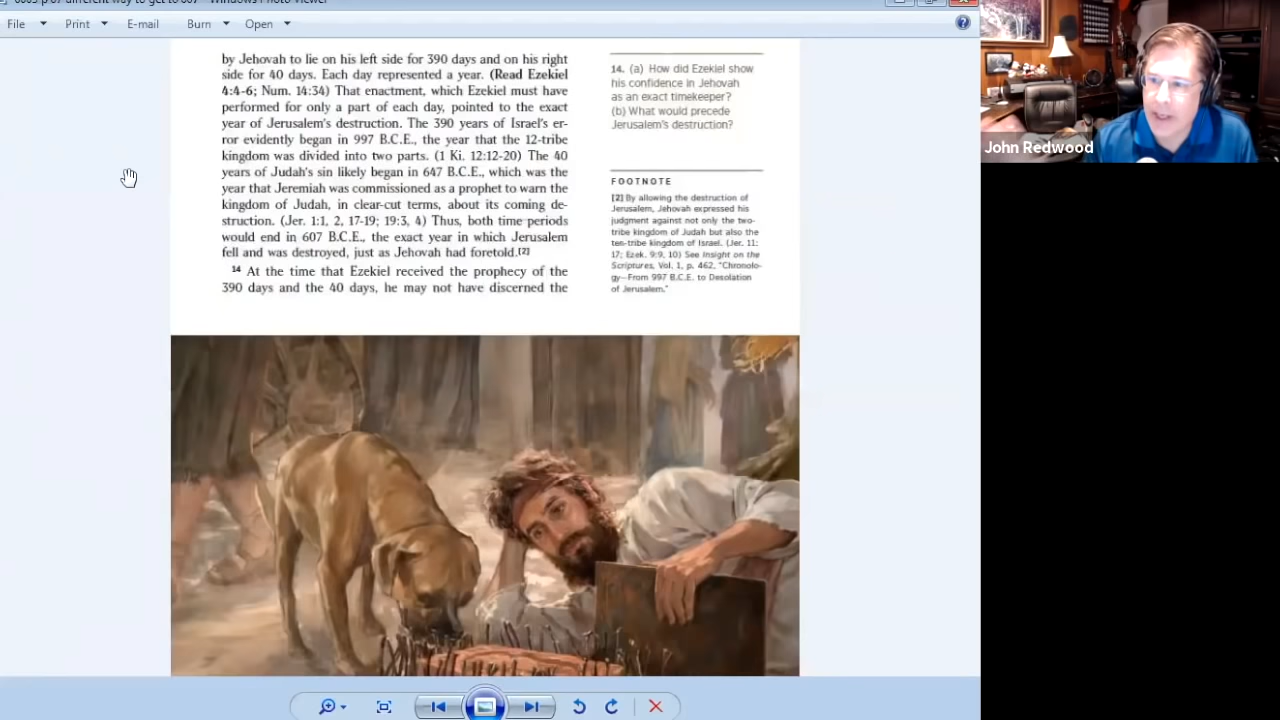 0003.p.07 different way to get to 607 - Windows Photo Viewer
File Print E-mail Burn Open
by Jehovah to lie on his left side for 390 days and on his right
side for 40 days. Each day represented a year. (Read Ezekiel
4:4-6; Num. 14:34) That enactment, which Ezekiel must have
performed for only a part of each day, pointed to the exact
year of Jerusalem's destruction. The 390 years of Israel's er-
ror evidently began in 997 B.C.E., the year that the 12-tribe
kingdom was divided into two parts. (1 Ki. 12:12-20) The 40
years of Judah's sin likely began in 647 B.C.E., which was the
year that Jeremiah was commissioned as a prophet to warn the
kingdom of Judah, in clear-cut terms, about its coming de-
struction. (Jer. 1:1, 2, 17-19; 19:3, 4) Thus, both time periods
would end in 607 B.C.E., the exact year in which Jerusalem
fell and was destroyed, just as Jehovah had foretold.[2]
14 At the time that Ezekiel received the prophecy of the
390 days and the 40 days, he may not have discerned the
14. (a) How did Ezekiel show
his confidence in Jehovah
as an exact timekeeper?
(b) What would precede
Jerusalem's destruction?
FOOTNOTE
[2] By allowing the destruction of
Jerusalem, Jehovah expressed his
judgment against not only the two-
tribe kingdom of Judah but also the
ten-tribe kingdom of Israel. (Jer. 11:
17; Ezek. 9:9, 10) See Insight on the
Scriptures, Vol. 1, p. 462, "Chronolo-
gy—From 997 B.C.E. to Desolation
of Jerusalem."
John Redwood